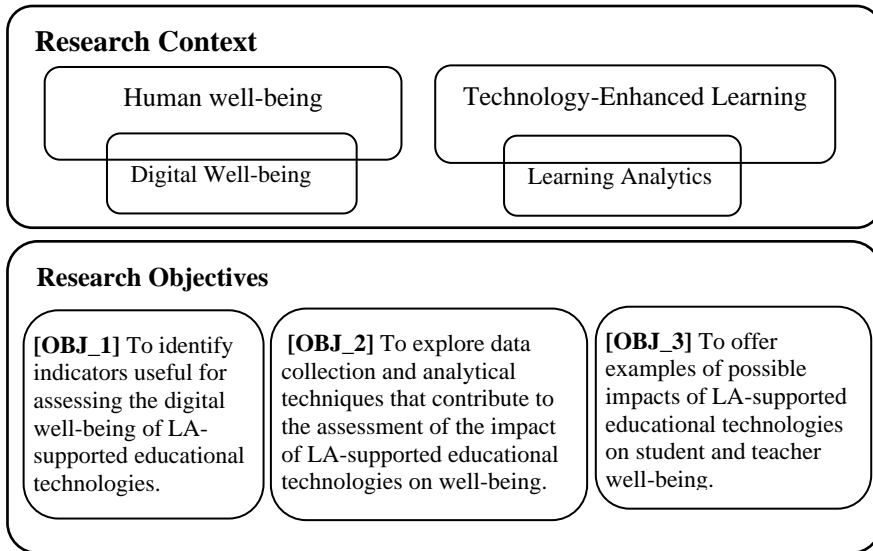 Research Context
Human well-being
Technology-Enhanced Learning
Digital Well-being
Learning Analytics
Research Objectives
[OBJ_1] To identify
indicators useful for
assessing the digital
well-being of LA-
supported educational
technologies.
[OBJ_2] To explore data
collection and analytical
techniques that contribute to
the assessment of the impact
of LA-supported educational
technologies on well-being.
[OBJ_3] To offer
examples of possible
impacts of LA-supported
educational technologies
on student and teacher
well-being.